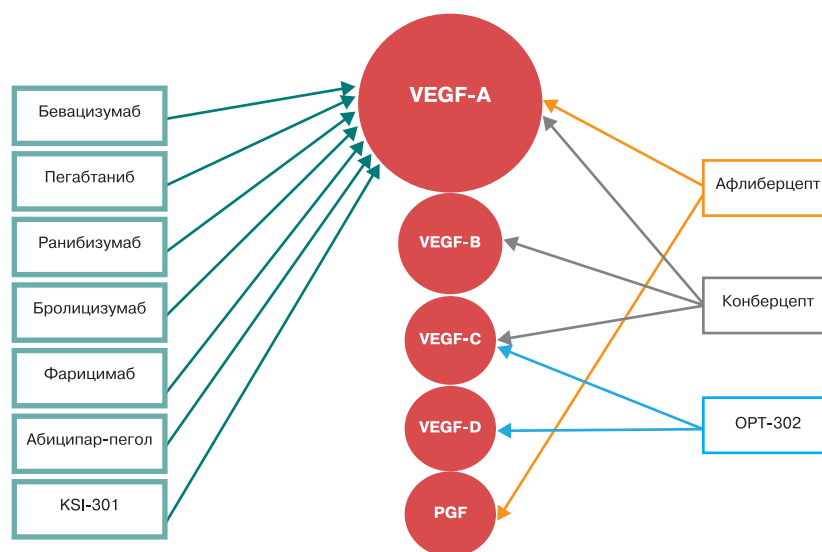 Бевацизумаб
Пегабтаниб
Ранибизумаб
Бролицизумаб
Фарицимаб
Абиципар-пегол
KSI-301
VEGF-A
VEGF-B
VEGF-C
VEGF-D
PGF
Афлиберцепт
Конберцепт
OPT-302